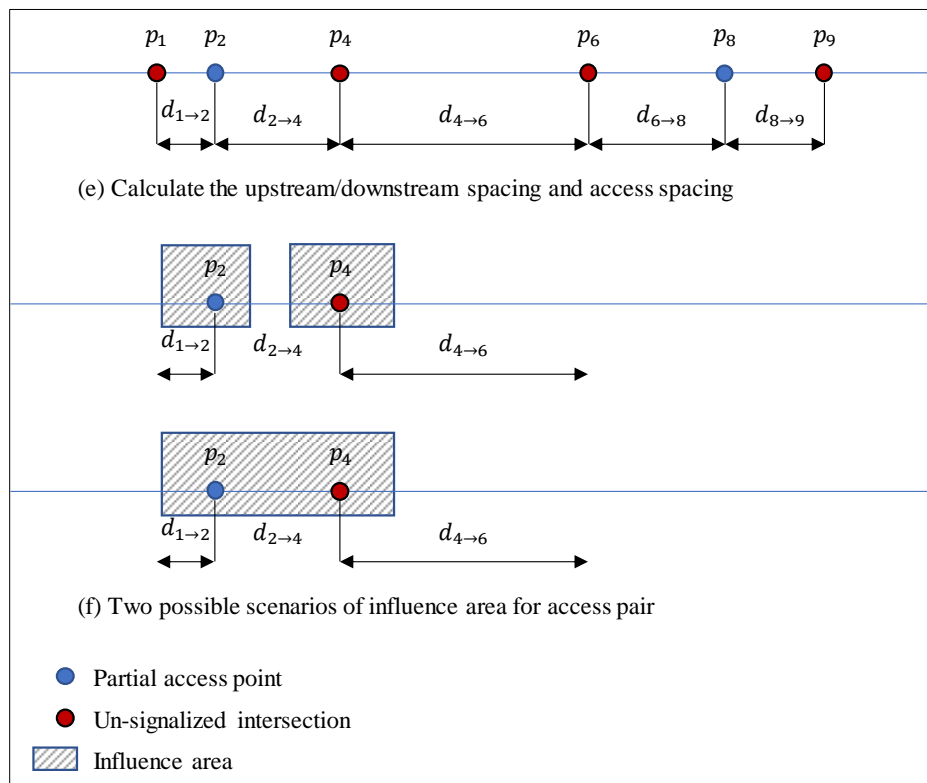 p₁ p₂ p₄ p₆ p₈ p₉
d₁→₂ d₂→₄ d₄→₆ d₆→₈ d₈→₉
(e) Calculate the upstream/downstream spacing and access spacing
p₂ p₄
d₁→₂ d₂→₄ d₄→₆
p₂ p₄
d₁→₂ d₂→₄ d₄→₆
(f) Two possible scenarios of influence area for access pair
Partial access point
Un-signalized intersection
Influence area